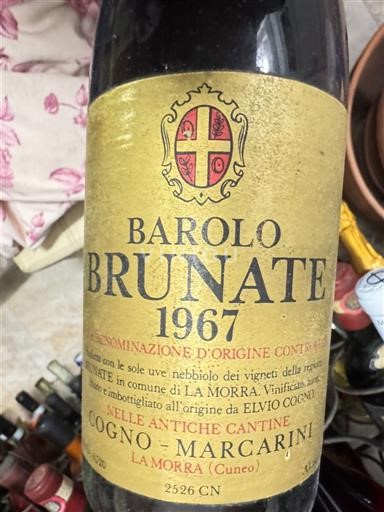 BAROLO
BRUNATE
1967
DENOMINAZIONE D'ORIGINE CONTR
con le sole uve nebbiolo dei vigneti della regione
BRUNATE in comune di LA MORRA. Vinificato,
e imbottigliato all'origine da ELVIO COGNO
NELLE ANTICHE CANTINE
COGNO - MARCARINI
LA MORRA (Cuneo)
2526 CN